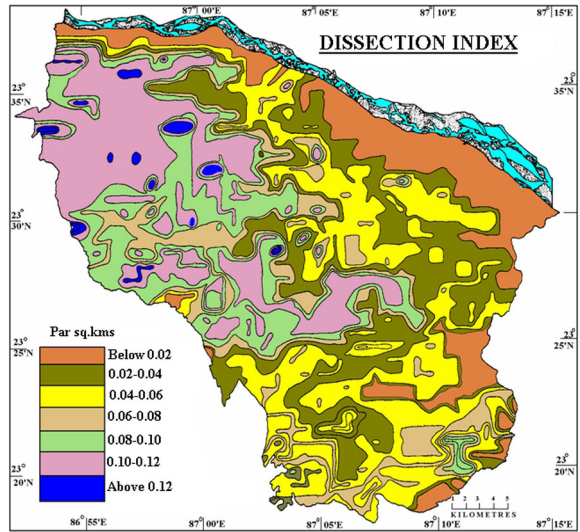 87°00'E 87°05'E 87°10'E 87°15'E
DISSECTION INDEX
23° 35'N
23° 35'N
23° 30'N
30'N
Par sq.kms
Below 0.02
0.02-0.04
0.04-0.06
0.06-0.08
0.08-0.10
0.10-0.12
Above 0.12
23° 25'N
23° 25'N
23° 20'N
23° 20'N
1 2 3 4 5
KILOMETRES
86°55'E 87°00'E 87°05'E 87°10'E 87°15'E